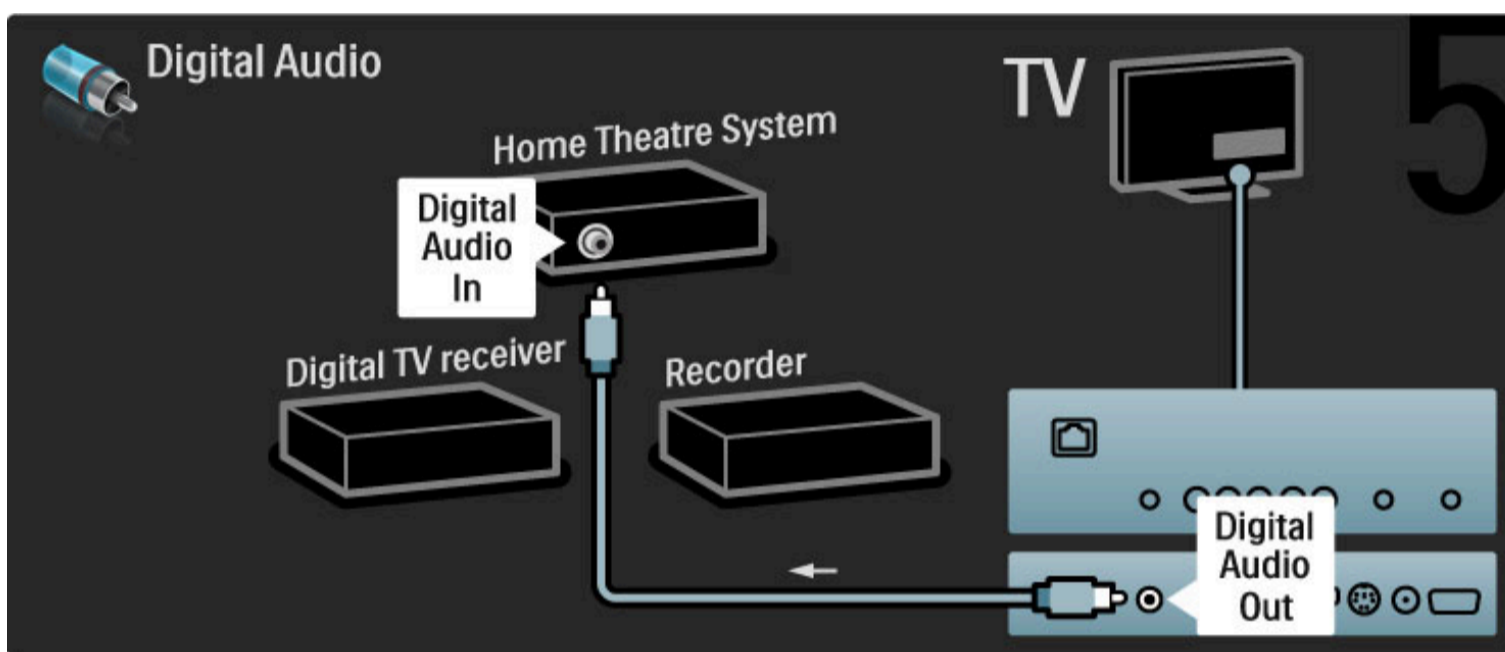 Digital Audio
TV
5
Home Theatre System
Digital
Audio
In
Digital TV receiver
Recorder
Digital
Audio
Out